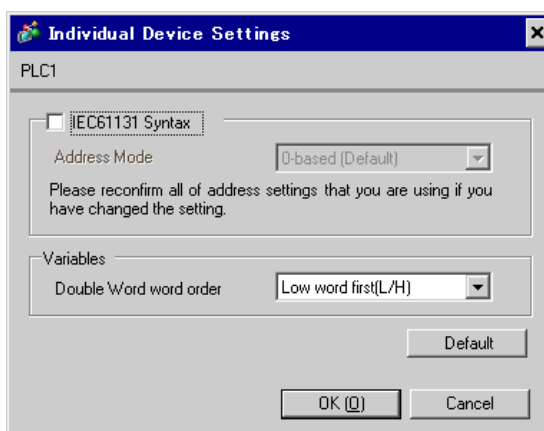 Individual Device Settings
PLC1
IEC61131 Syntax
Address Mode 0-based (Default)
Please reconfirm all of address settings that you are using if you
have changed the setting.
Variables
Double Word word order Low word first(L/H)
Default
OK (O) Cancel